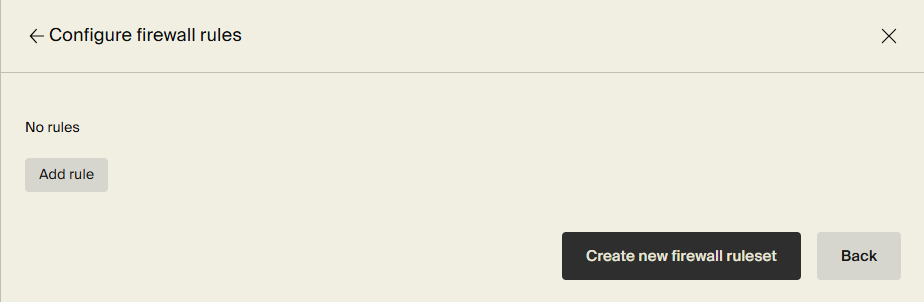 Configure firewall rules
No rules
Add rule
Create new firewall ruleset
Back